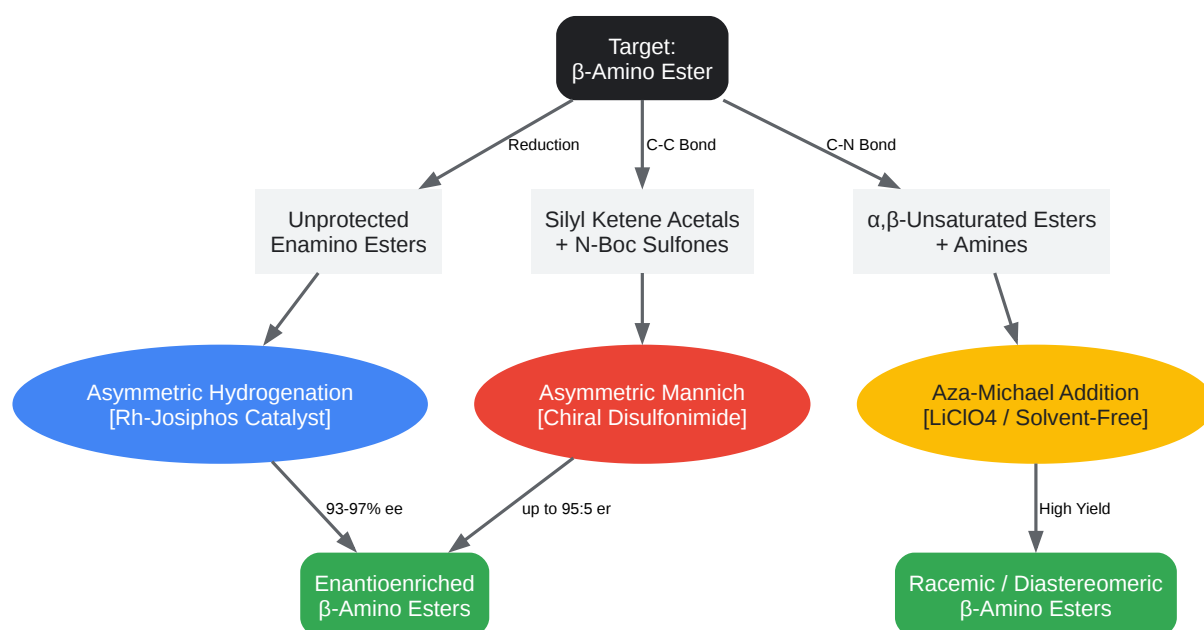 Target:
β-Amino Ester
Reduction
C-C Bond
C-N Bond
Unprotected
Enamino Esters
Silyl Ketene Acetals
+ N-Boc Sulfones
α,β-Unsaturated Esters
+ Amines
Asymmetric Hydrogenation
[Rh-Josiphos Catalyst]
Asymmetric Mannich
[Chiral Disulfonimide]
Aza-Michael Addition
[LiClO4 / Solvent-Free]
93-97% ee
up to 95:5 er
High Yield
Enantioenriched
β-Amino Esters
Racemic / Diastereomeric
β-Amino Esters